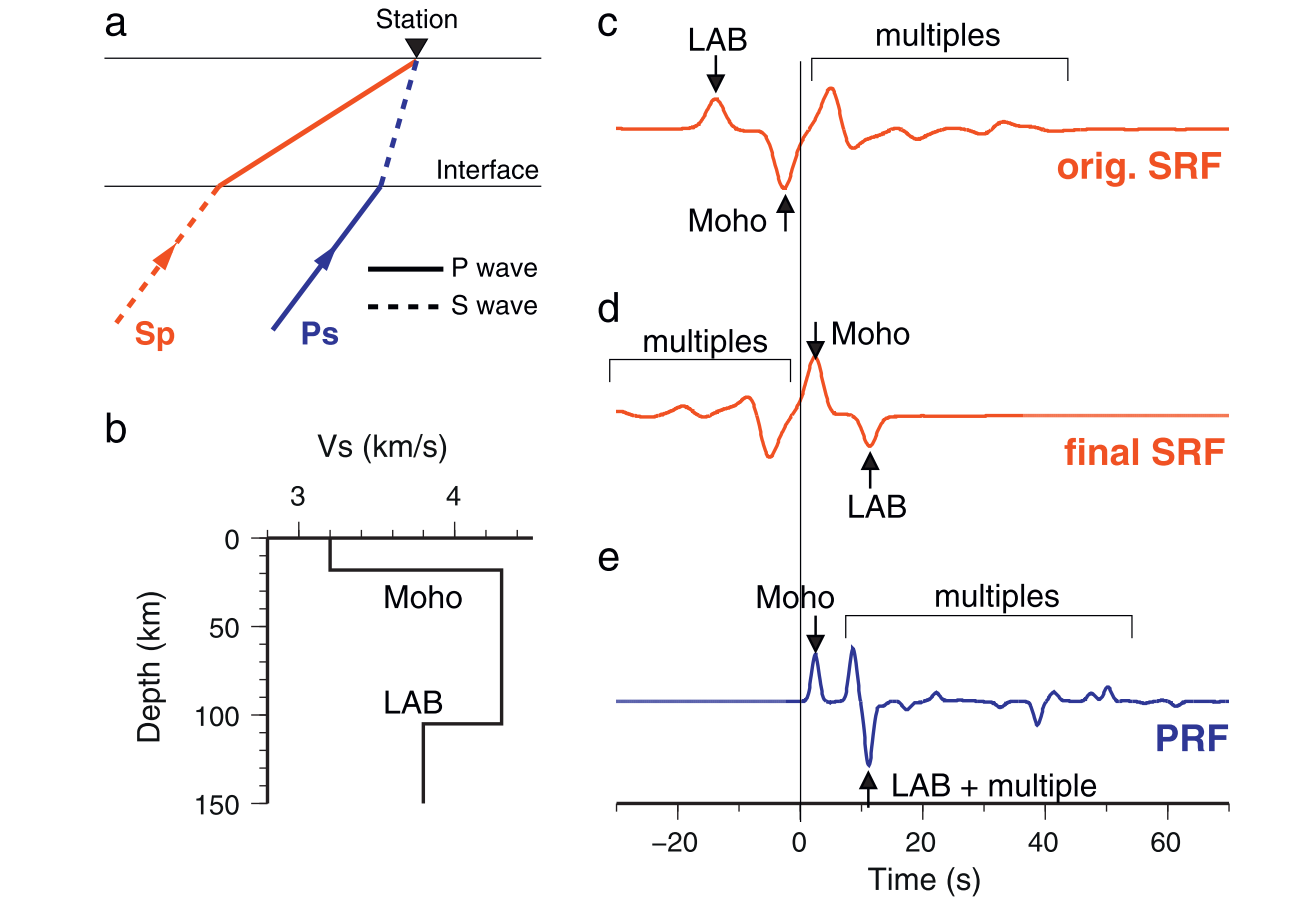 a
Station
Interface
P wave
S wave
Sp
Ps
b
Vs (km/s)
3 4
Depth (km)
0
50
100
150
Moho
LAB
c
LAB
multiples
Moho
orig. SRF
d
multiples
Moho
LAB
final SRF
e
Moho
multiples
PRF
LAB + multiple
−20 0 20 40 60
Time (s)